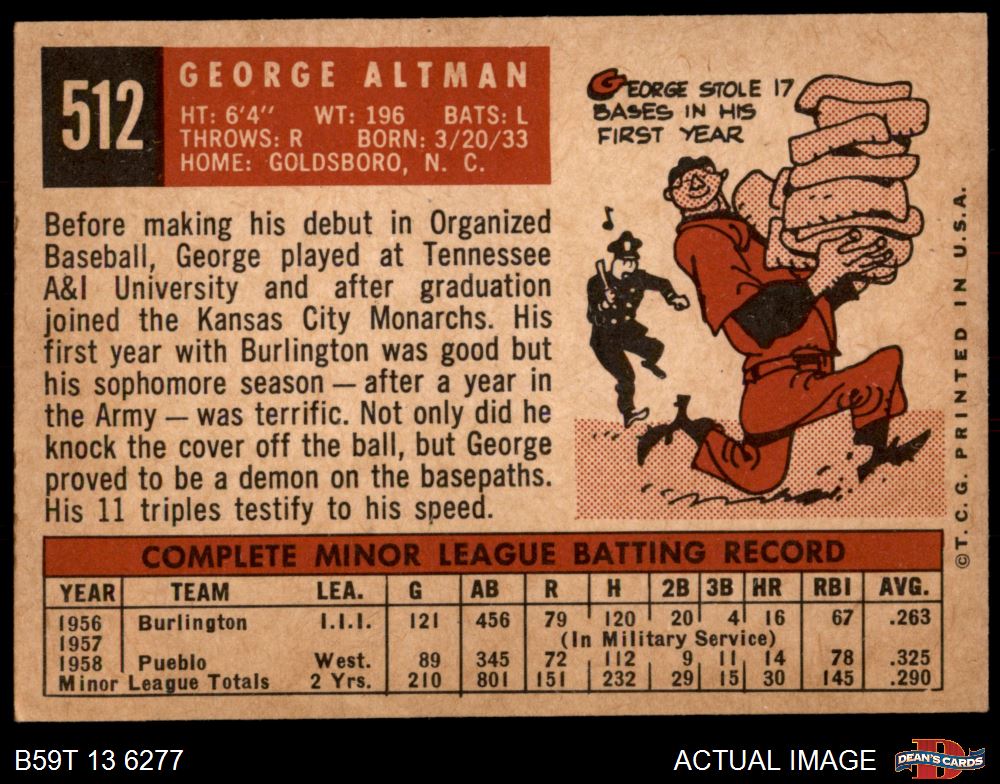 512
GEORGE ALTMAN
HT: 6'4" WT: 196 BATS: L
THROWS: R BORN: 3/20/33
HOME: GOLDSBORO, N. C.
GEORGE STOLE 17
BASES IN HIS
FIRST YEAR
Before making his debut in Organized
Baseball, George played at Tennessee
A&I University and after graduation
joined the Kansas City Monarchs. His
first year with Burlington was good but
his sophomore season — after a year in
the Army — was terrific. Not only did he
knock the cover off the ball, but George
proved to be a demon on the basepaths.
His 11 triples testify to his speed.
©T. C. G. PRINTED IN U.S.A.
COMPLETE MINOR LEAGUE BATTING RECORD
YEAR TEAM LEA. G AB R H 2B 3B HR RBI AVG.
1956 Burlington I.I.I. 121 456 79 120 20 4 16 67 .263
1957 (In Military Service)
1958 Pueblo West. 89 345 72 112 9 11 14 78 .325
Minor League Totals 2 Yrs. 210 801 151 232 29 15 30 145 .290
B59T 13 6277
ACTUAL IMAGE
D
DEAN'S CARDS